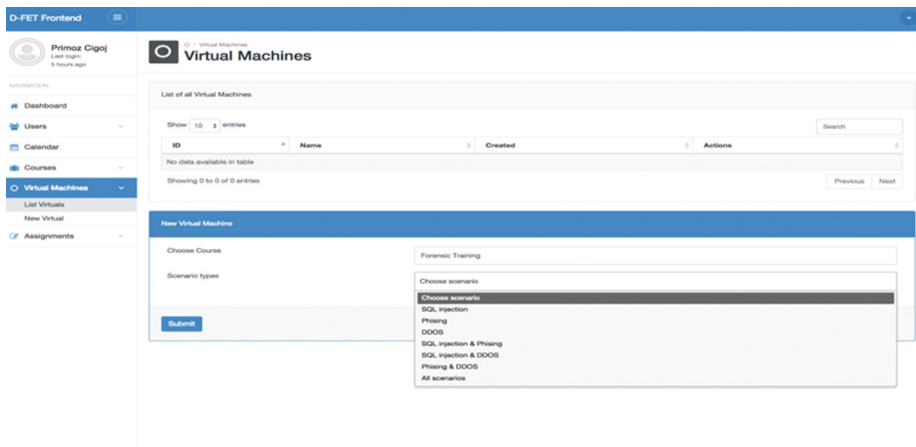 D-FET Frontend
Primoz Cigoj
Last login:
5 hours ago
NAVIGATION
Dashboard
Users
Calendar
Courses
Virtual Machines
List Virtuals
New Virtual
Assignments
/ Virtual Machines
Virtual Machines
List of all Virtual Machines
Show 10 entries
Search
ID Name Created Actions
No data available in table
Showing 0 to 0 of 0 entries
Previous Next
New Virtual Machine
Choose Course
Forensic Training
Scenario types
Choose scenario
Choose scenario
SQL injection
Phising
DDOS
SQL injection & Phising
SQL injection & DDOS
Phising & DDOS
All scenarios
Submit